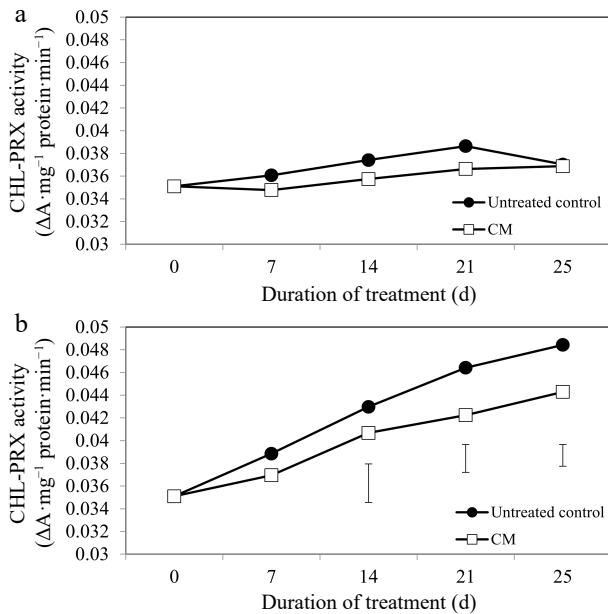 a
CHL-PRX activity
(ΔA·mg⁻¹ protein·min⁻¹)
0.05
0.048
0.046
0.044
0.042
0.04
0.038
0.036
0.034
0.032
0.03
Untreated control
CM
0 7 14 21 25
Duration of treatment (d)
b
CHL-PRX activity
(ΔA·mg⁻¹ protein·min⁻¹)
0.05
0.048
0.046
0.044
0.042
0.04
0.038
0.036
0.034
0.032
0.03
Untreated control
CM
0 7 14 21 25
Duration of treatment (d)